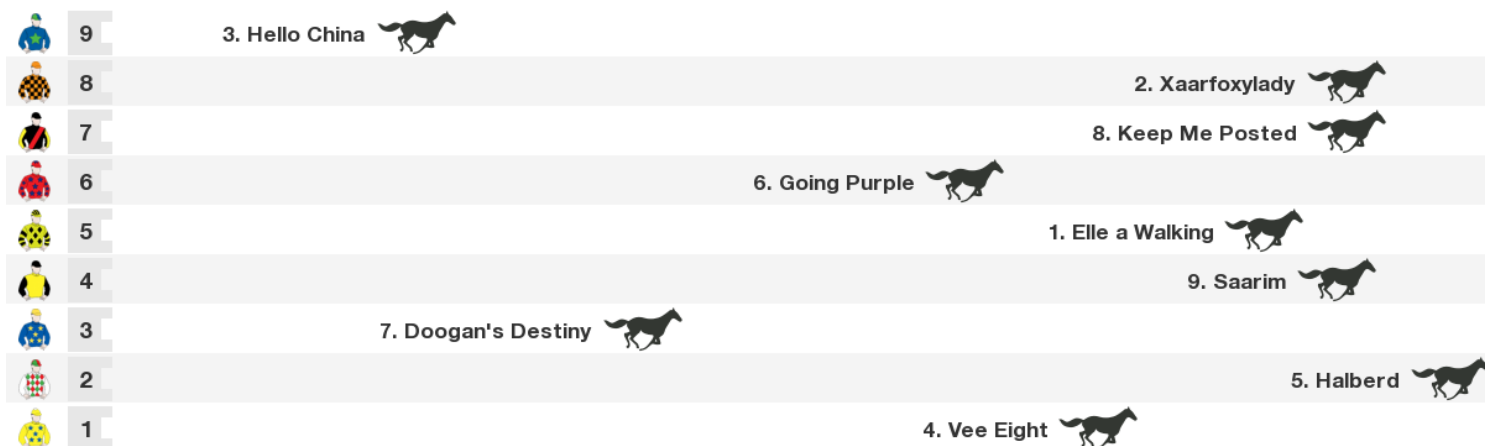 9 3. Hello China
8 2. Xaarfoxylady
7 8. Keep Me Posted
6 6. Going Purple
5 1. Elle a Walking
4 9. Saarim
3 7. Doogan's Destiny
2 5. Halberd
1 4. Vee Eight